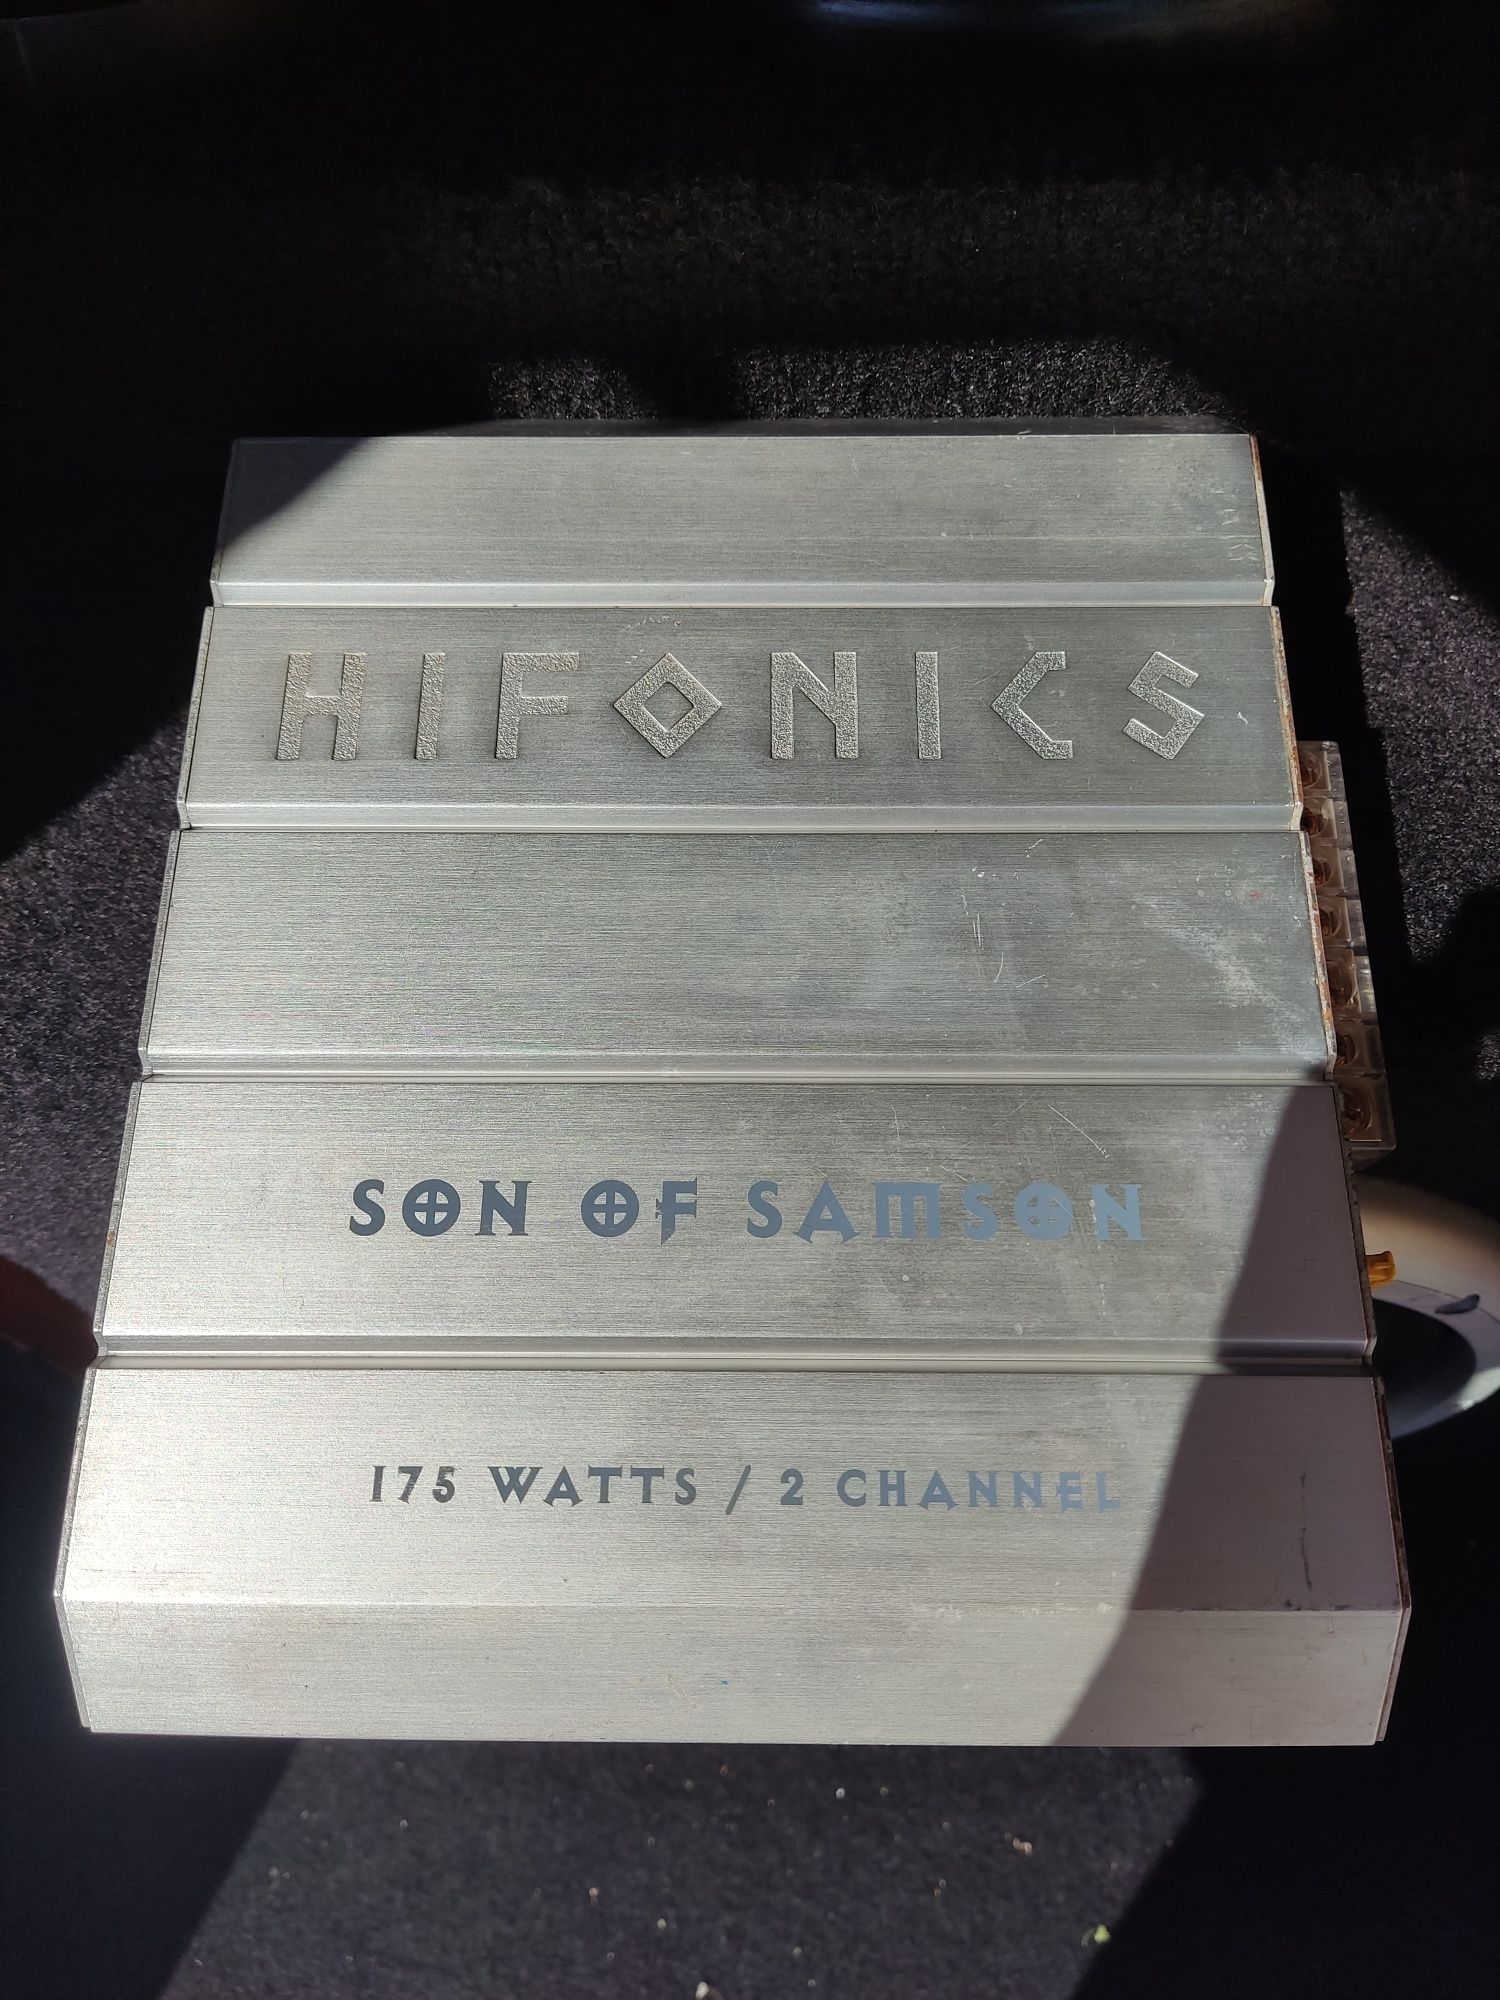 HIFONICS
SON OF SAMSON
175 WATTS / 2 CHANNEL